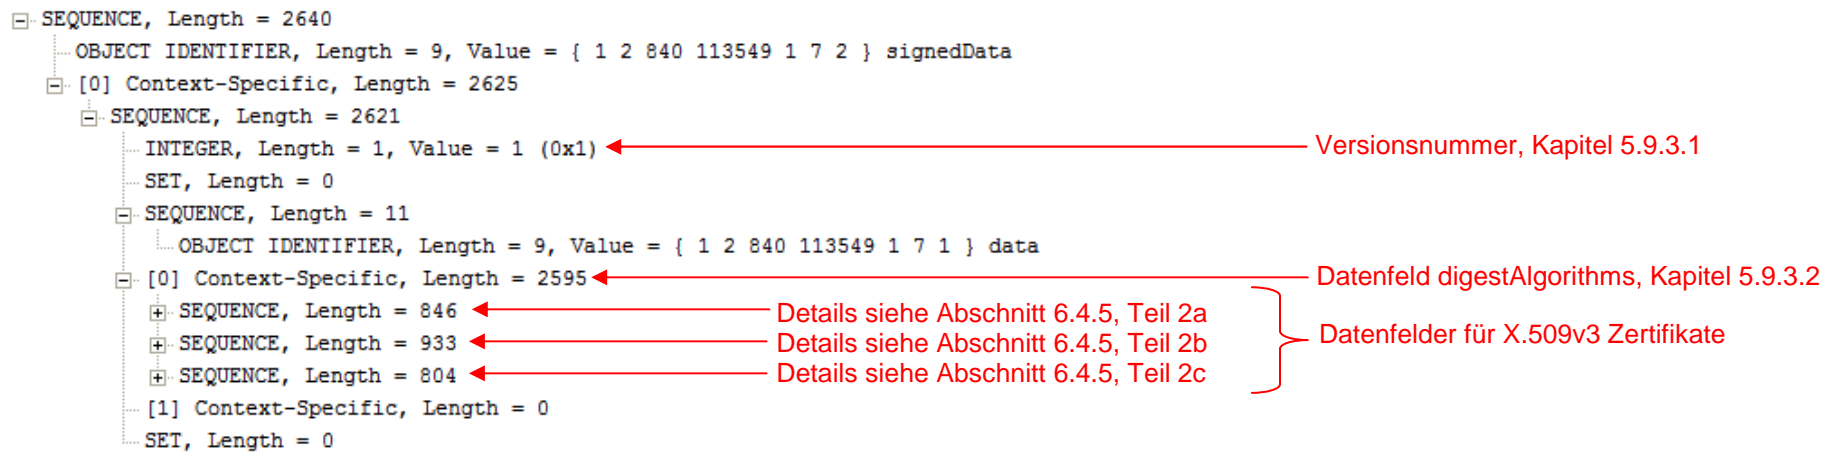 SEQUENCE, Length = 2640
OBJECT IDENTIFIER, Length = 9, Value = { 1 2 840 113549 1 7 2 } signedData
[0] Context-Specific, Length = 2625
SEQUENCE, Length = 2621
INTEGER, Length = 1, Value = 1 (0x1) Versionsnummer, Kapitel 5.9.3.1
SET, Length = 0
SEQUENCE, Length = 11
OBJECT IDENTIFIER, Length = 9, Value = { 1 2 840 113549 1 7 1 } data
[0] Context-Specific, Length = 2595 Datenfeld digestAlgorithms, Kapitel 5.9.3.2
SEQUENCE, Length = 846 Details siehe Abschnitt 6.4.5, Teil 2a
SEQUENCE, Length = 933 Details siehe Abschnitt 6.4.5, Teil 2b Datenfelder für X.509v3 Zertifikate
SEQUENCE, Length = 804 Details siehe Abschnitt 6.4.5, Teil 2c
[1] Context-Specific, Length = 0
SET, Length = 0